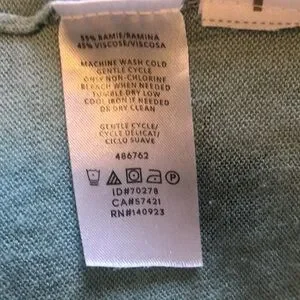 55% RAMIE/RAMINA
45% VISCOSE/VISCOSA
MACHINE WASH COLD
GENTLE CYCLE
ONLY NON-CHLORINE
BLEACH WHEN NEEDED
TUMBLE DRY LOW
COOL IRON IF NEEDED
OR DRY CLEAN
GENTLE CYCLE/
CYCLE DELICAT/
CICLO SUAVE
486762
ID#70278
CA#57421
RN#140923